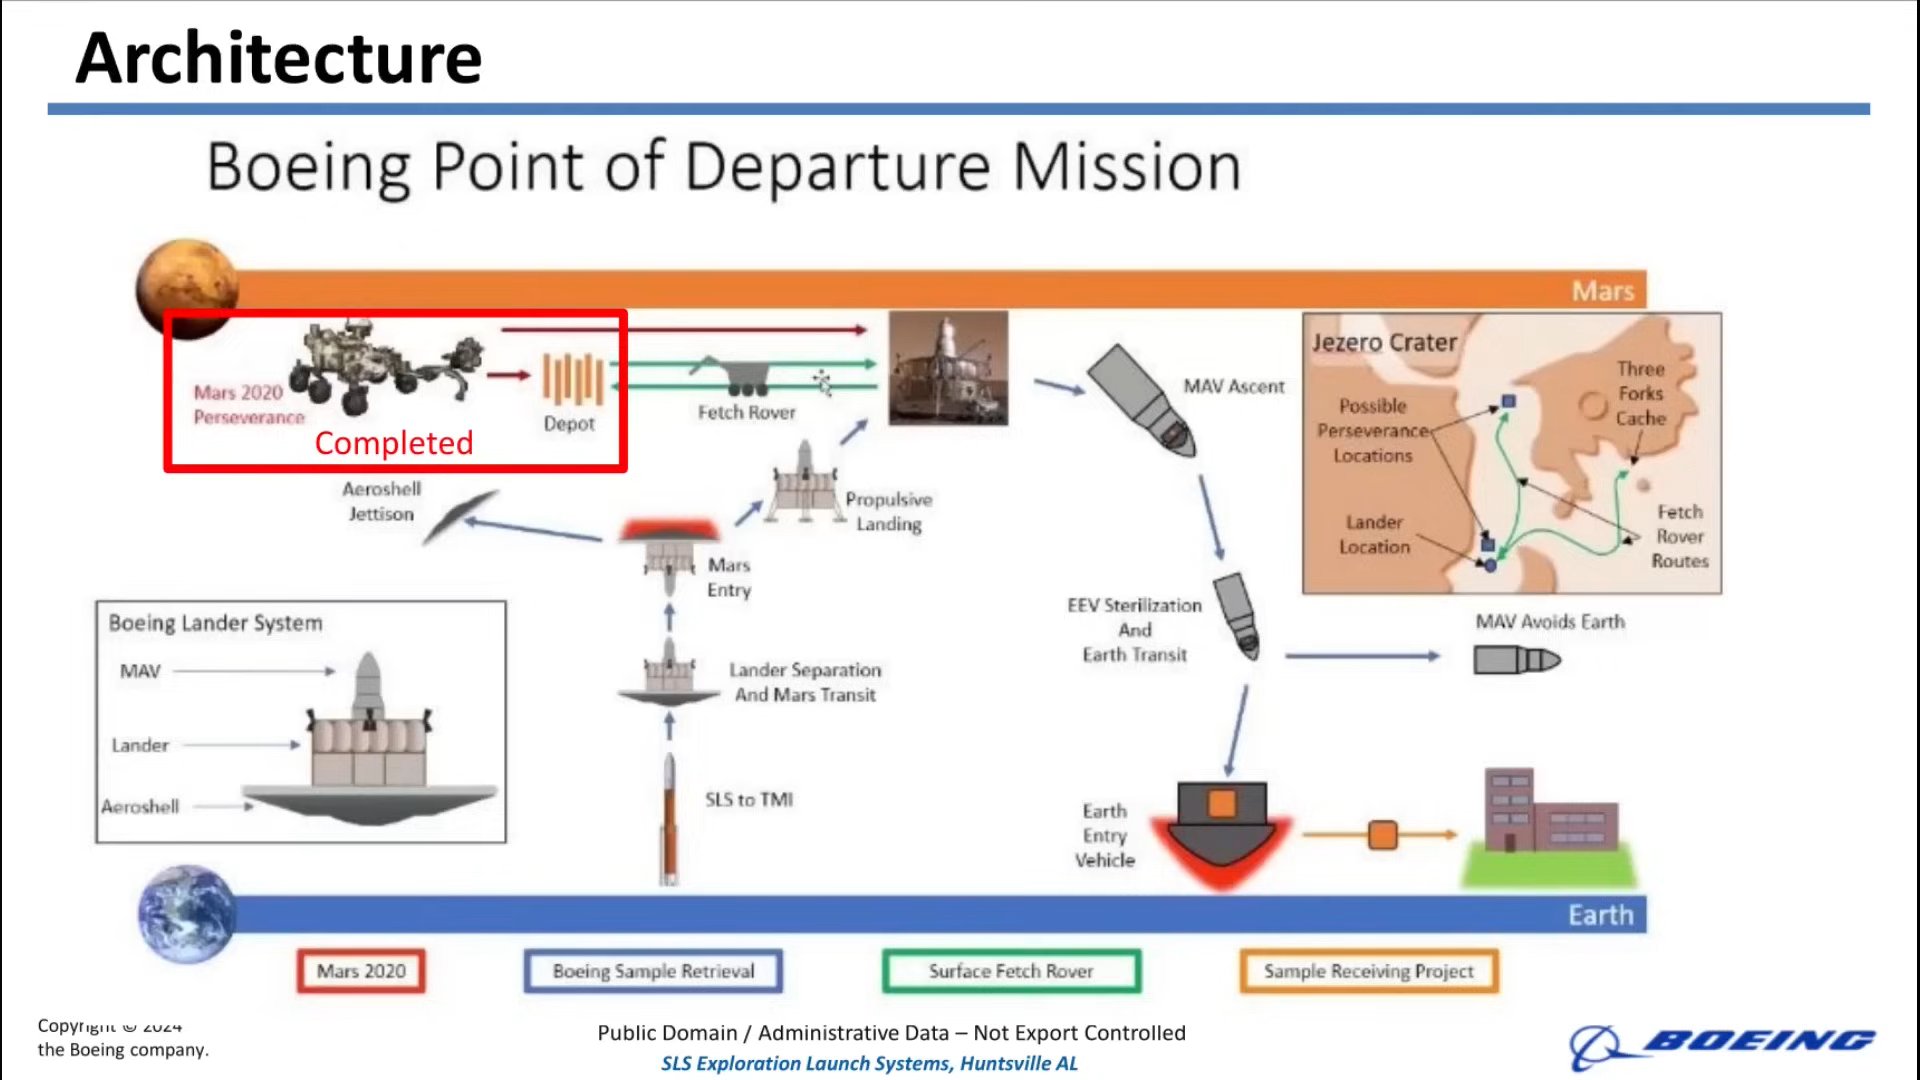 Architecture
Boeing Point of Departure Mission
Mars
Mars 2020
Perseverance
Completed
Depot
Fetch Rover
MAV Ascent
Jezero Crater
Three
Forks
Cache
Possible
Perseverance
Locations
Lander
Location
Fetch
Rover
Routes
Aeroshell
Jettison
Propulsive
Landing
Mars
Entry
Boeing Lander System
MAV
Lander
Aeroshell
Lander Separation
And Mars Transit
SLS to TMI
EEV Sterilization
And
Earth Transit
MAV Avoids Earth
Earth
Entry
Vehicle
Earth
Mars 2020
Boeing Sample Retrieval
Surface Fetch Rover
Sample Receiving Project
Copyright © 2024
the Boeing company.
Public Domain / Administrative Data – Not Export Controlled
SLS Exploration Launch Systems, Huntsville AL
BOEING